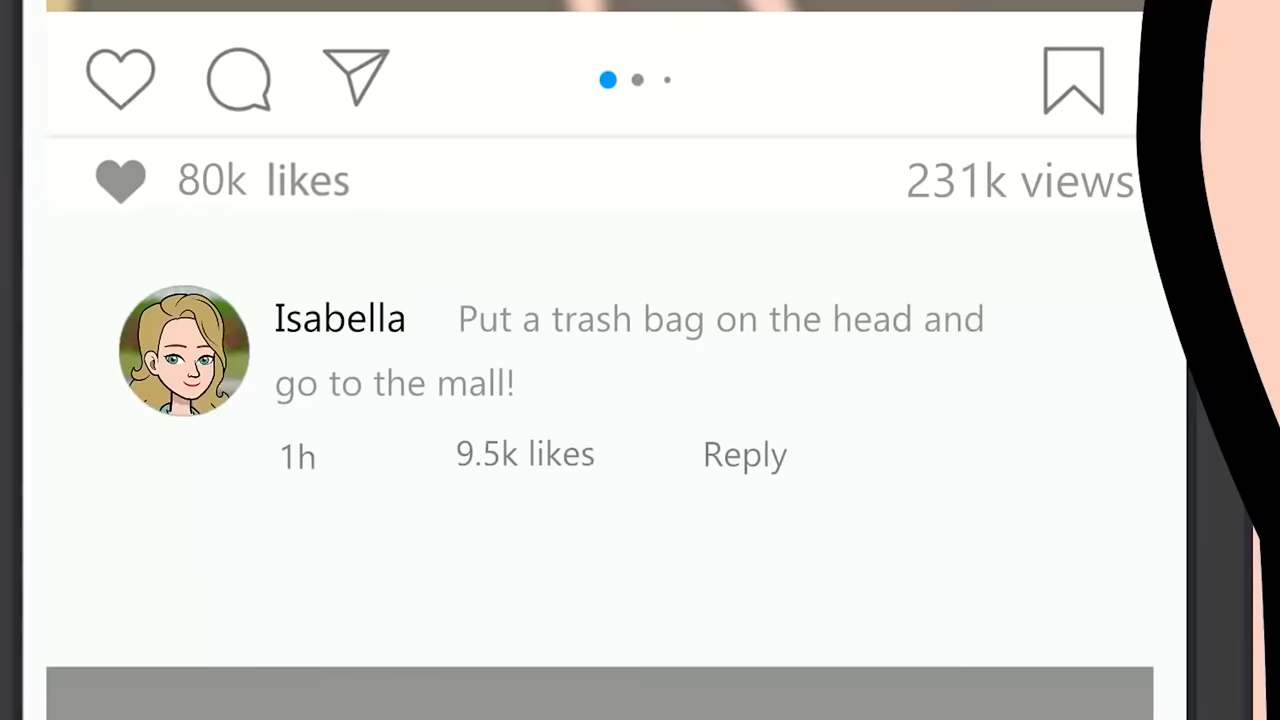 80k likes 231k views
Isabella Put a trash bag on the head and
go to the mall!
1h 9.5k likes Reply